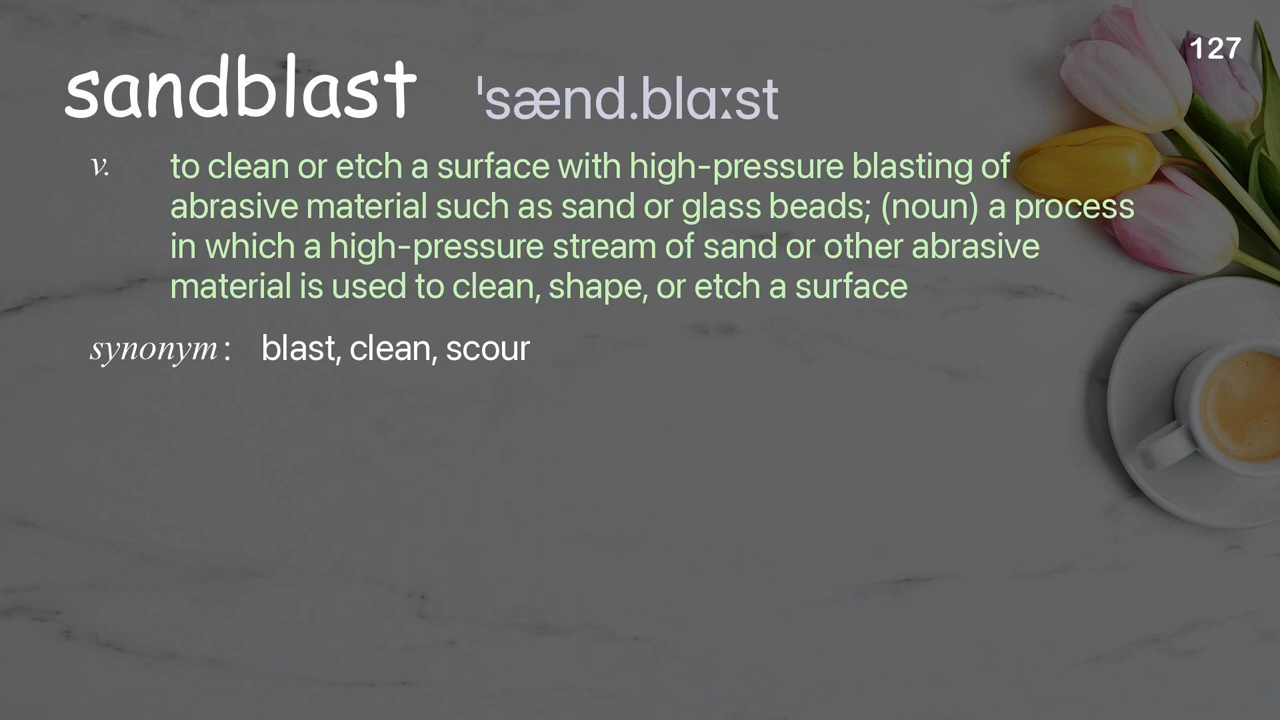 127
sandblast ˈsænd.blɑːst
v. to clean or etch a surface with high-pressure blasting of
abrasive material such as sand or glass beads; (noun) a process
in which a high-pressure stream of sand or other abrasive
material is used to clean, shape, or etch a surface
synonym: blast, clean, scour